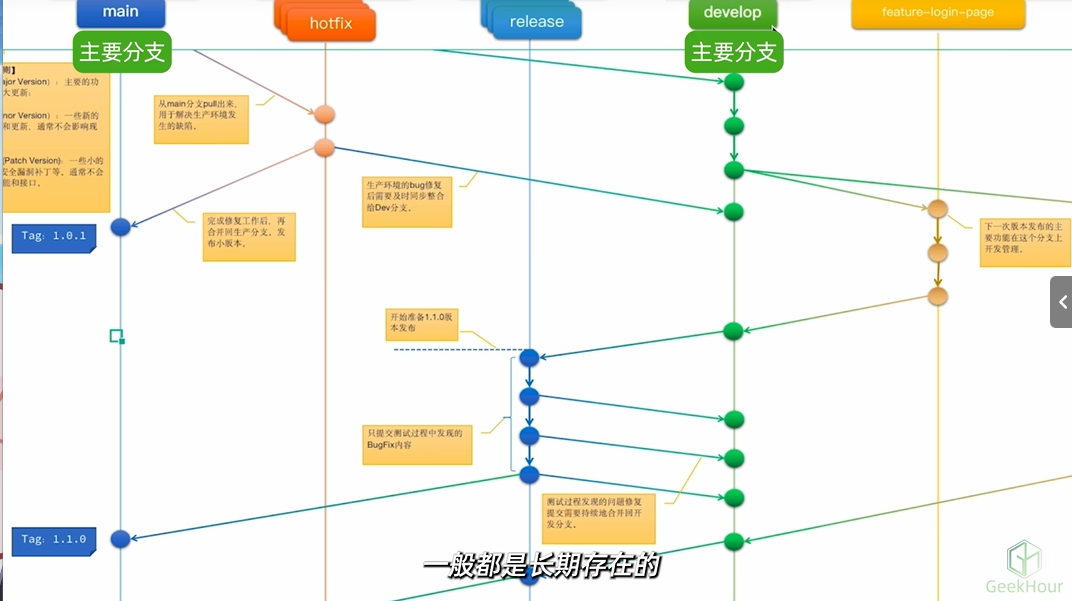 main
hotfix
release
develop
feature-login-page
主要分支
主要分支
则】
ajor Version）：主要的功
大更新；
nor Version）：一些新的
和更新，通常不会影响现
(Patch Version)：一些小的
安全漏洞补丁等，通常不会
能和接口。
从main分支pull出来，
用于解决生产环境发
生的缺陷。
生产环境的bug修复
后需要及时同步整合
给Dev分支。
完成修复工作后，再
合并回生产分支，发
布小版本。
下一次版本发布的主
要功能在这个分支上
开发管理。
Tag: 1.0.1
开始准备1.1.0版
本发布
只提交测试过程中发现的
BugFix内容
测试过程发现的问题修复
提交需要持续地合并回开
发分支。
Tag: 1.1.0
一般都是长期存在的
GeekHour